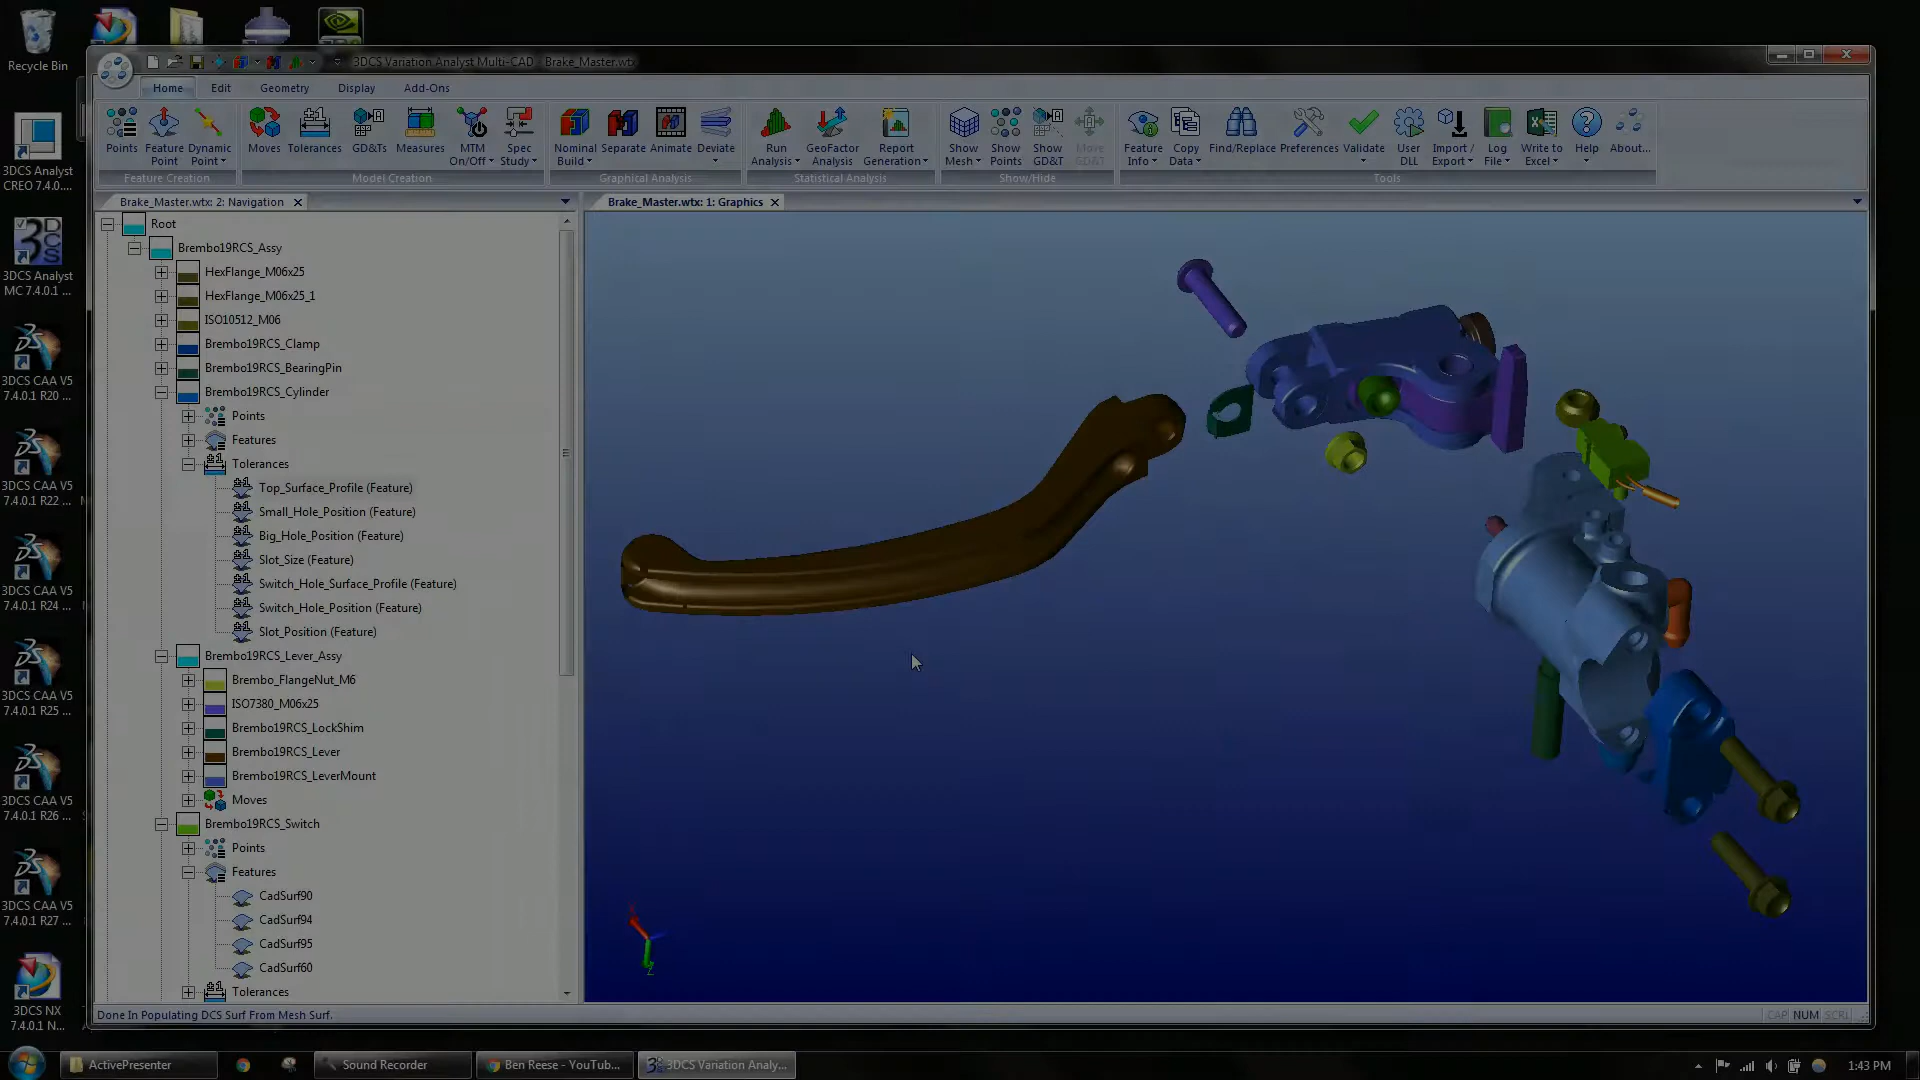 Recycle Bin
3DCS Analyst
CREO 7.4.0....
3DCS Analyst
MC 7.4.0.1 ...
3DCS CAA V5
7.4.0.1 R20 ...
3DCS CAA V5
7.4.0.1 R22 ...
3DCS CAA V5
7.4.0.1 R24 ...
3DCS CAA V5
7.4.0.1 R25 ...
3DCS CAA V5
7.4.0.1 R26 ...
3DCS CAA V5
7.4.0.1 R27 ...
3DCS NX
7.4.0.1 N...
3DCS Variation Analyst Multi-CAD Brake_Master.wtx
Home Edit Geometry Display Add-Ons
Points
Feature
Point
Dynamic
Point
Feature Creation
Moves
Tolerances
GD&Ts
Measures
MTM
On/Off
Spec
Study
Model Creation
Nominal
Build
Separate
Animate
Deviate
Graphical Analysis
Run
Analysis
GeoFactor
Analysis
Report
Generation
Statistical Analysis
Show
Mesh
Show
Points
Show
GD&T
Move
GD&T
Show/Hide
Feature
Info
Copy
Data
Find/Replace
Preferences
Validate
User
DLL
Import /
Export
Log
File
Write to
Excel
Help
About...
Tools
Brake_Master.wtx: 2: Navigation
Root
Brembo19RCS_Assy
HexFlange_M06x25
HexFlange_M06x25_1
ISO10512_M06
Brembo19RCS_Clamp
Brembo19RCS_BearingPin
Brembo19RCS_Cylinder
Points
Features
Tolerances
Top_Surface_Profile (Feature)
Small_Hole_Position (Feature)
Big_Hole_Position (Feature)
Slot_Size (Feature)
Switch_Hole_Surface_Profile (Feature)
Switch_Hole_Position (Feature)
Slot_Position (Feature)
Brembo19RCS_Lever_Assy
Brembo_FlangeNut_M6
ISO7380_M06x25
Brembo19RCS_LockShim
Brembo19RCS_Lever
Brembo19RCS_LeverMount
Moves
Brembo19RCS_Switch
Points
Features
CadSurf90
CadSurf94
CadSurf95
CadSurf60
Tolerances
Brake_Master.wtx: 1: Graphics
Done In Populating DCS Surf From Mesh Surf.
CAP NUM SCRL
ActivePresenter
Sound Recorder
Ben Reese - YouTub...
3DCS Variation Analy...
1:43 PM